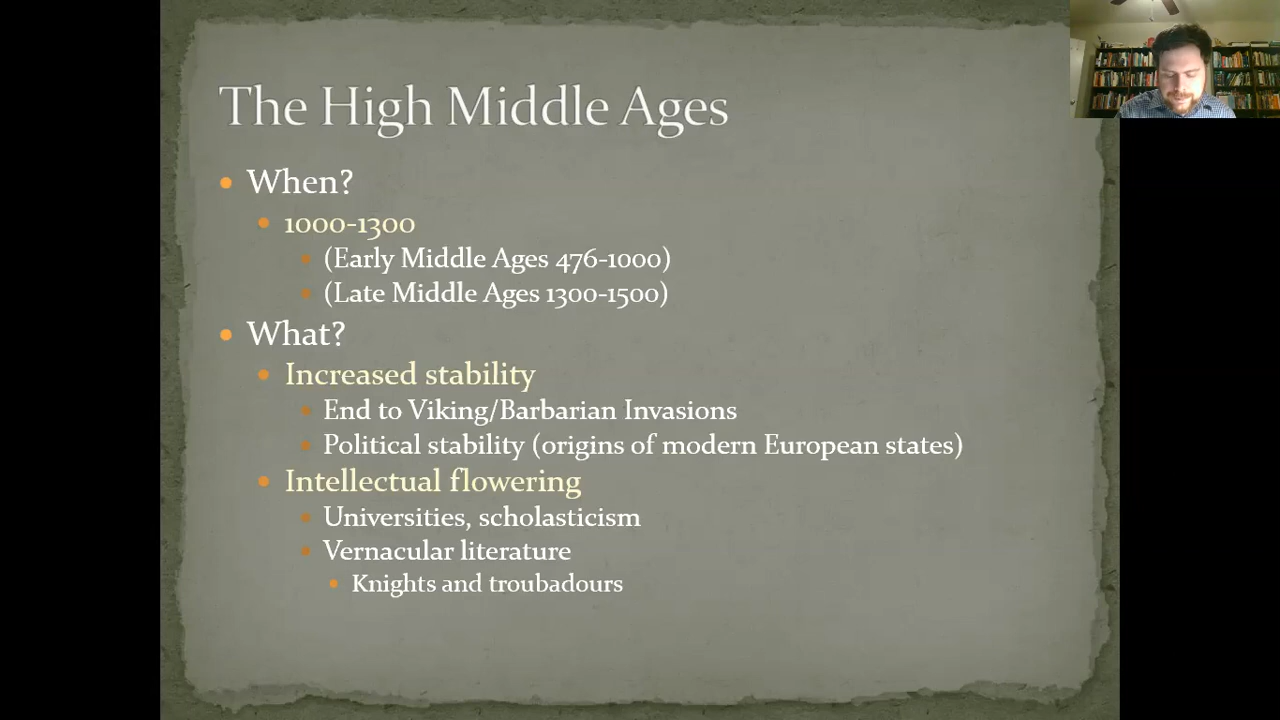 The High Middle Ages
When?
1000-1300
(Early Middle Ages 476-1000)
(Late Middle Ages 1300-1500)
What?
Increased stability
End to Viking/Barbarian Invasions
Political stability (origins of modern European states)
Intellectual flowering
Universities, scholasticism
Vernacular literature
Knights and troubadours